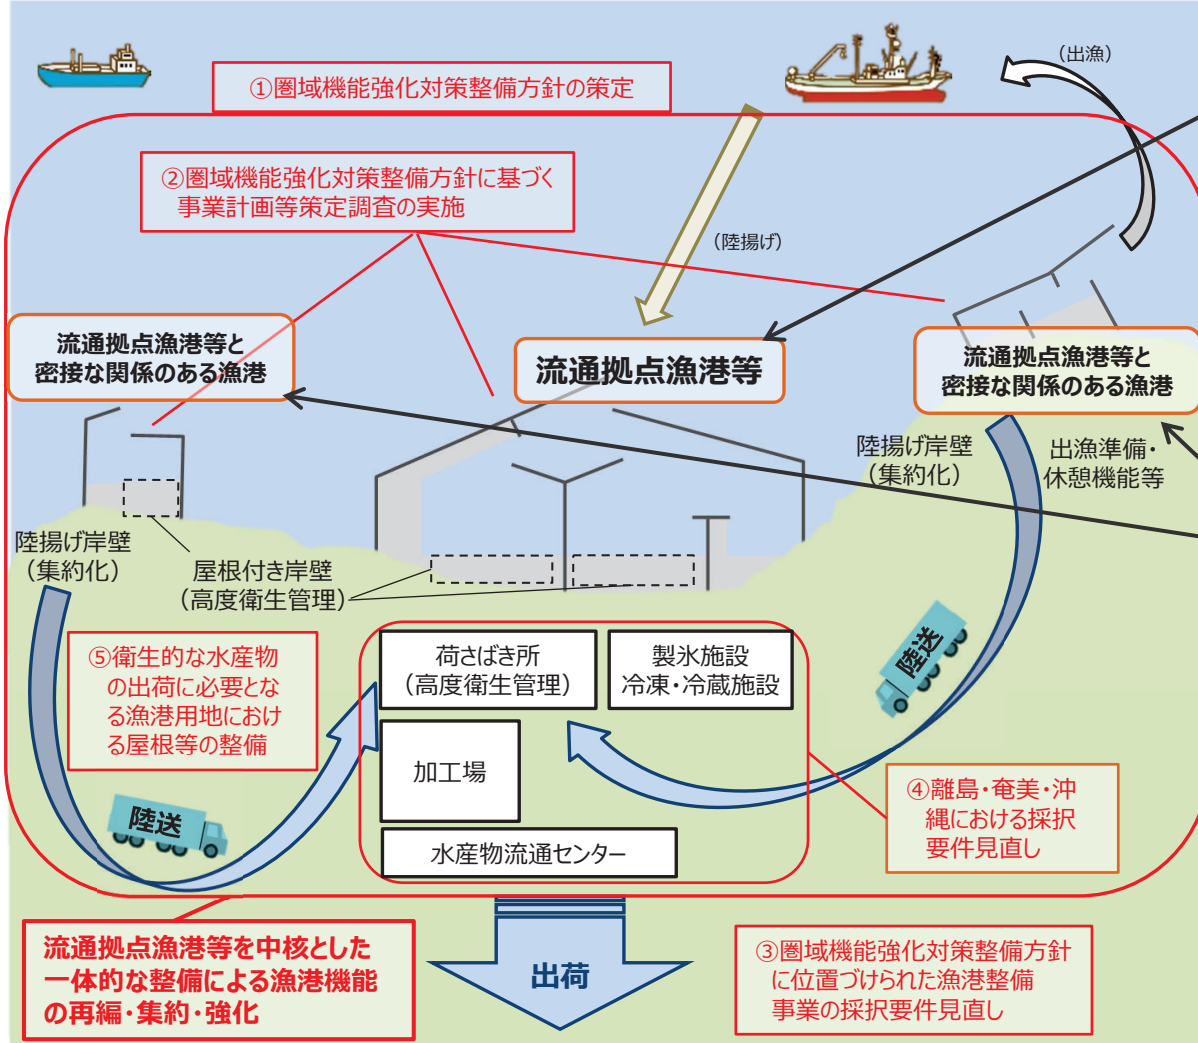 ①圏域機能強化対策整備方針の策定
(出漁)
②圏域機能強化対策整備方針に基づく
事業計画等策定調査の実施
(陸揚げ)
流通拠点漁港等と
密接な関係のある漁港
流通拠点漁港等
流通拠点漁港等と
密接な関係のある漁港
陸揚げ岸壁
(集約化)
出漁準備・
休憩機能等
陸揚げ岸壁
(集約化)
屋根付き岸壁
(高度衛生管理)
⑤衛生的な水産物
の出荷に必要とな
る漁港用地におけ
る屋根等の整備
荷さばき所
(高度衛生管理)
製氷施設
冷凍・冷蔵施設
陸送
加工場
④離島・奄美・沖
縄における採択
要件見直し
陸送
水産物流通センター
流通拠点漁港等を中核とした
一体的な整備による漁港機能
の再編・集約・強化
出荷
③圏域機能強化対策整備方針
に位置づけられた漁港整備
事業の採択要件見直し